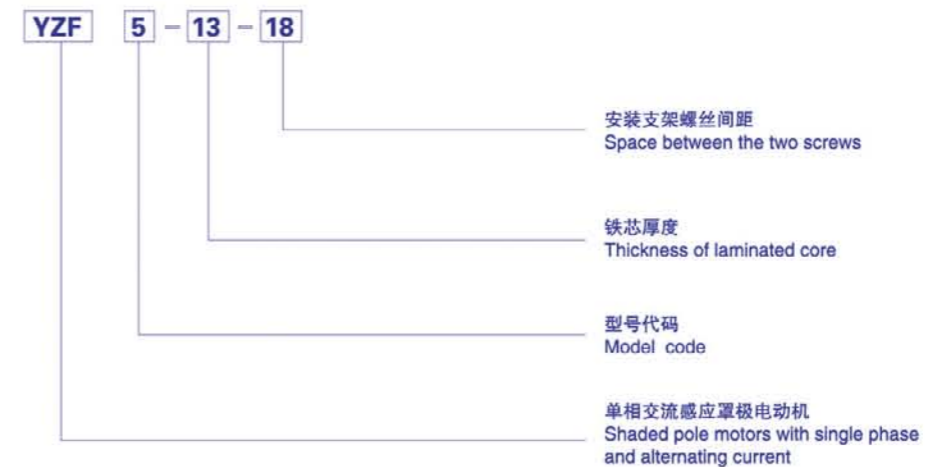 YZF 5 - 13 - 18
安装支架螺丝间距
Space between the two screws
铁芯厚度
Thickness of laminated core
型号代码
Model code
单相交流感应罩极电动机
Shaded pole motors with single phase
and alternating current